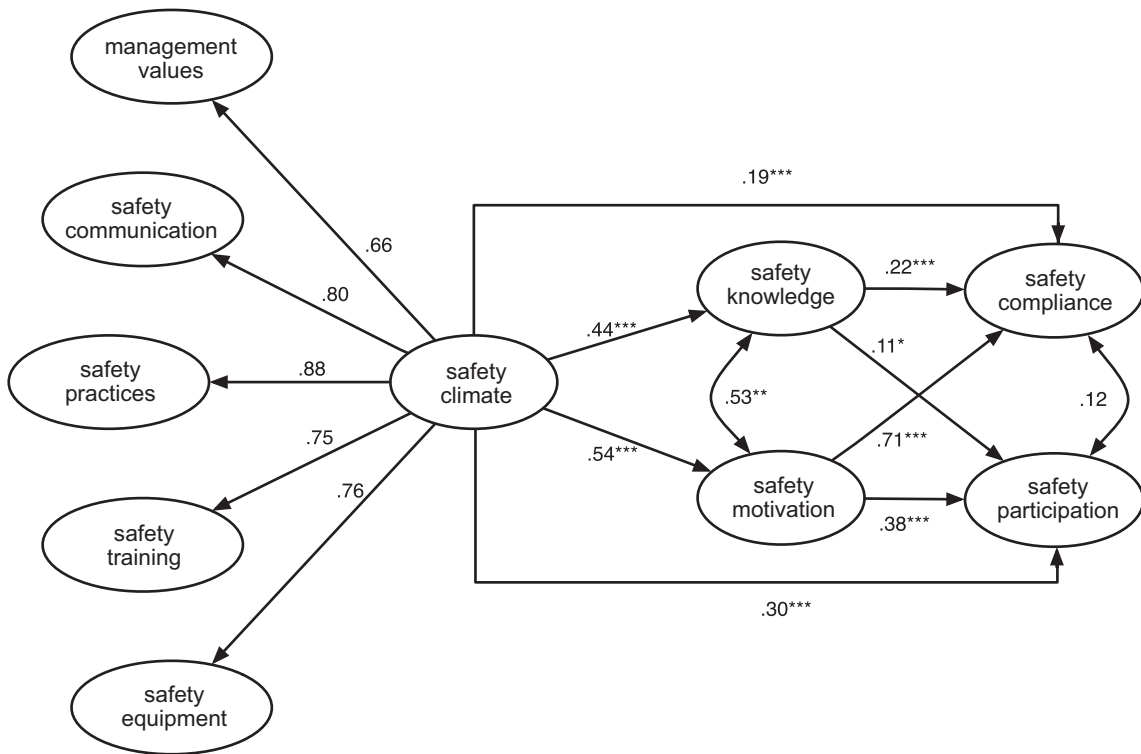 management
values
safety
communication
safety
practices
safety
training
safety
equipment
.66
.80
.88
.75
.76
safety
climate
.19***
.44***
.54***
.30***
safety
knowledge
.53**
safety
motivation
.22***
.11*
.71***
.38***
safety
compliance
.12
safety
participation